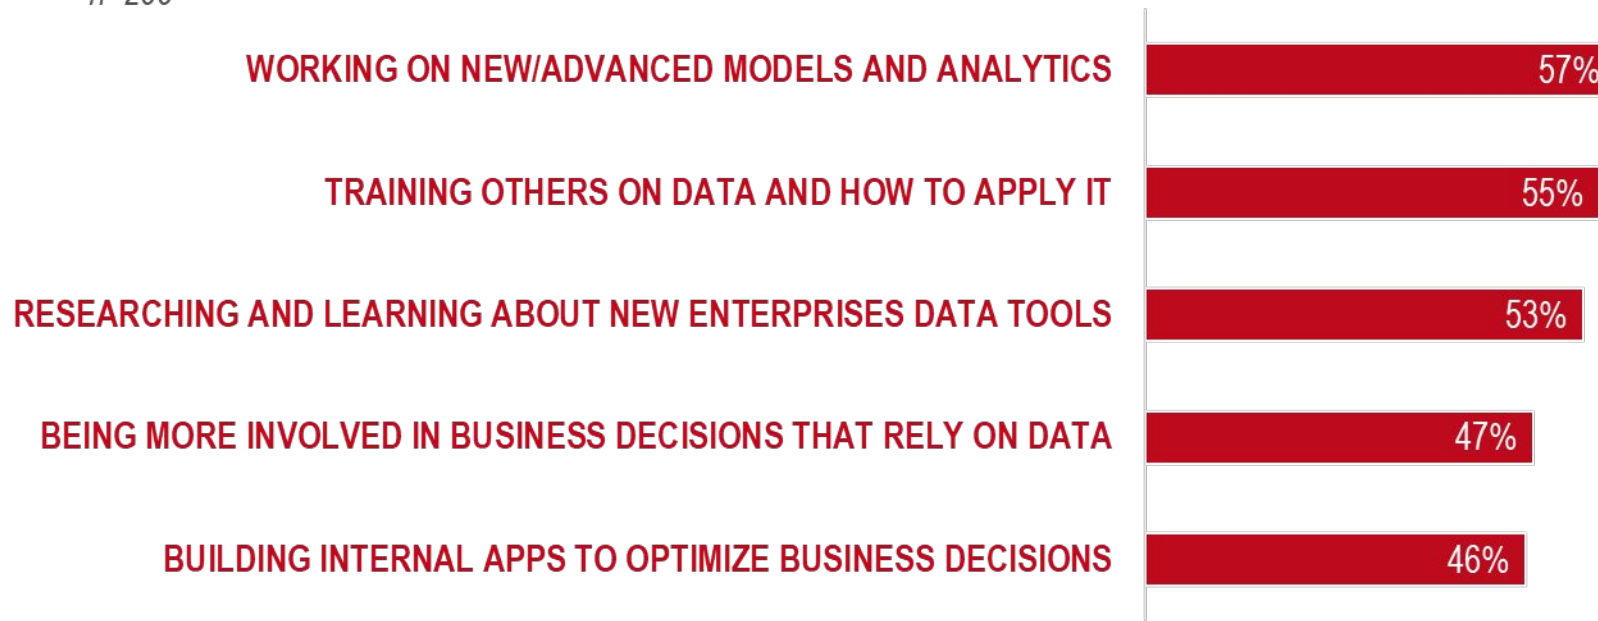 WORKING ON NEW/ADVANCED MODELS AND ANALYTICS 57%
TRAINING OTHERS ON DATA AND HOW TO APPLY IT 55%
RESEARCHING AND LEARNING ABOUT NEW ENTERPRISES DATA TOOLS 53%
BEING MORE INVOLVED IN BUSINESS DECISIONS THAT RELY ON DATA 47%
BUILDING INTERNAL APPS TO OPTIMIZE BUSINESS DECISIONS 46%